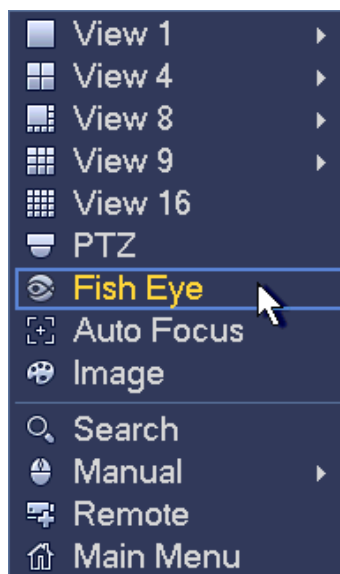 View 1
View 4
View 8
View 9
View 16
PTZ
Fish Eye
Auto Focus
Image
Search
Manual
Remote
Main Menu